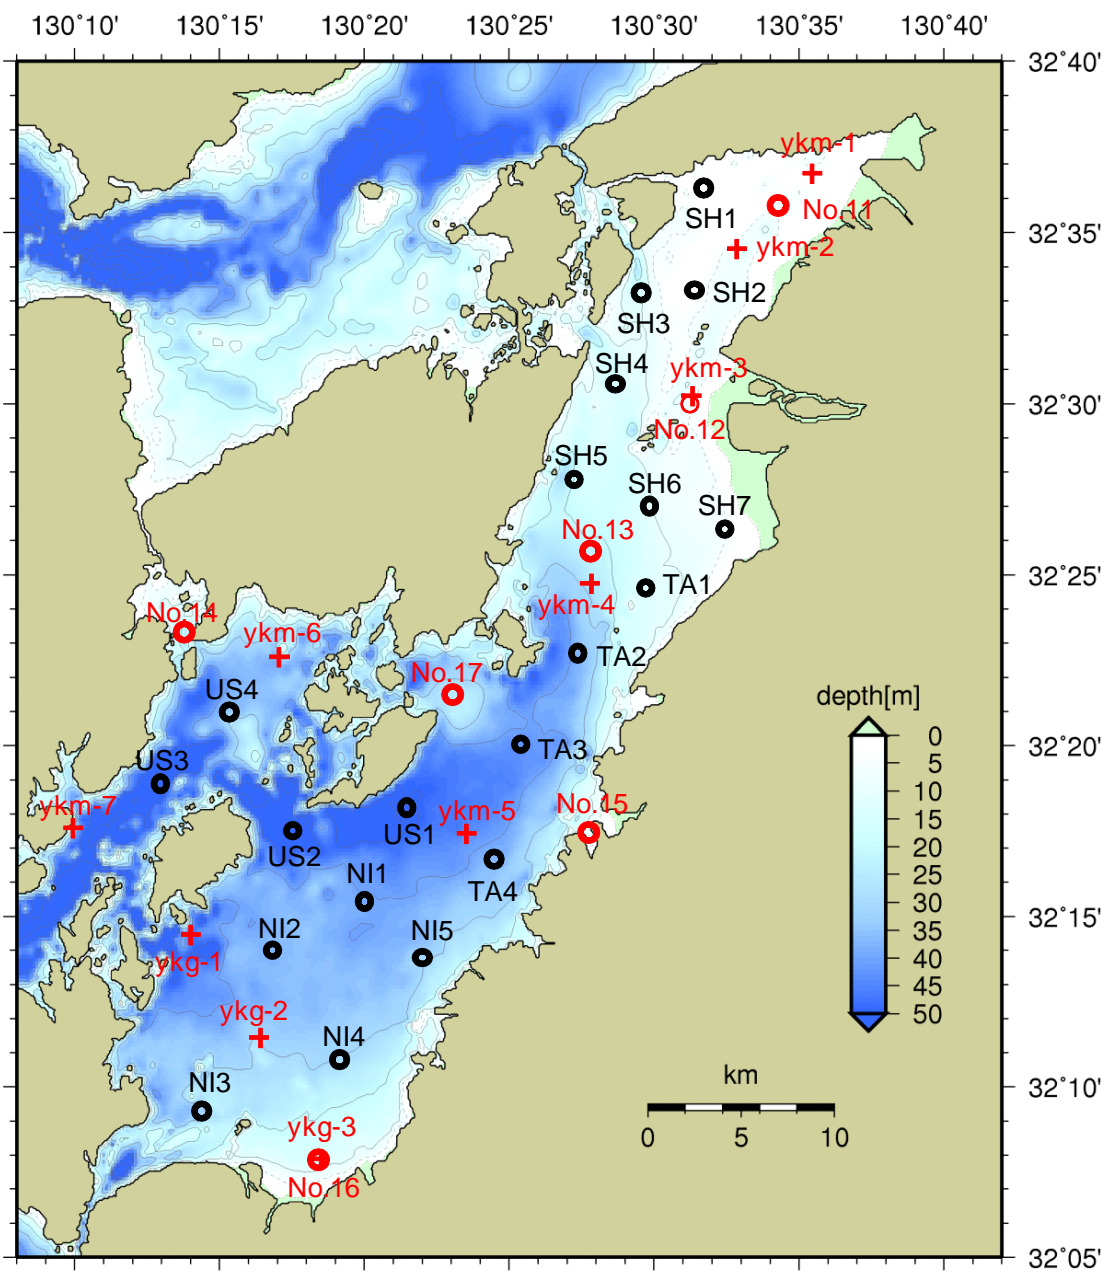 130˚10' 130˚15' 130˚20' 130˚25' 130˚30' 130˚35' 130˚40'
32˚40'
ykm-1
SH1
No.11
32˚35'
ykm-2
SH2
SH3
SH4
ykm-3
32˚30'
No.12
SH5
SH6
SH7
No.13
32˚25'
TA1
ykm-4
No.14
ykm-6
TA2
No.17
US4
depth[m]
32˚20'
0
TA3
US3
5
10
ykm-7
ykm-5
No.15
15
US1
20
US2
25
NI1
TA4
30
32˚15'
NI2
NI5
35
ykg-1
40
45
ykg-2
50
NI4
km
NI3
32˚10'
0 5 10
ykg-3
No.16
32˚05'